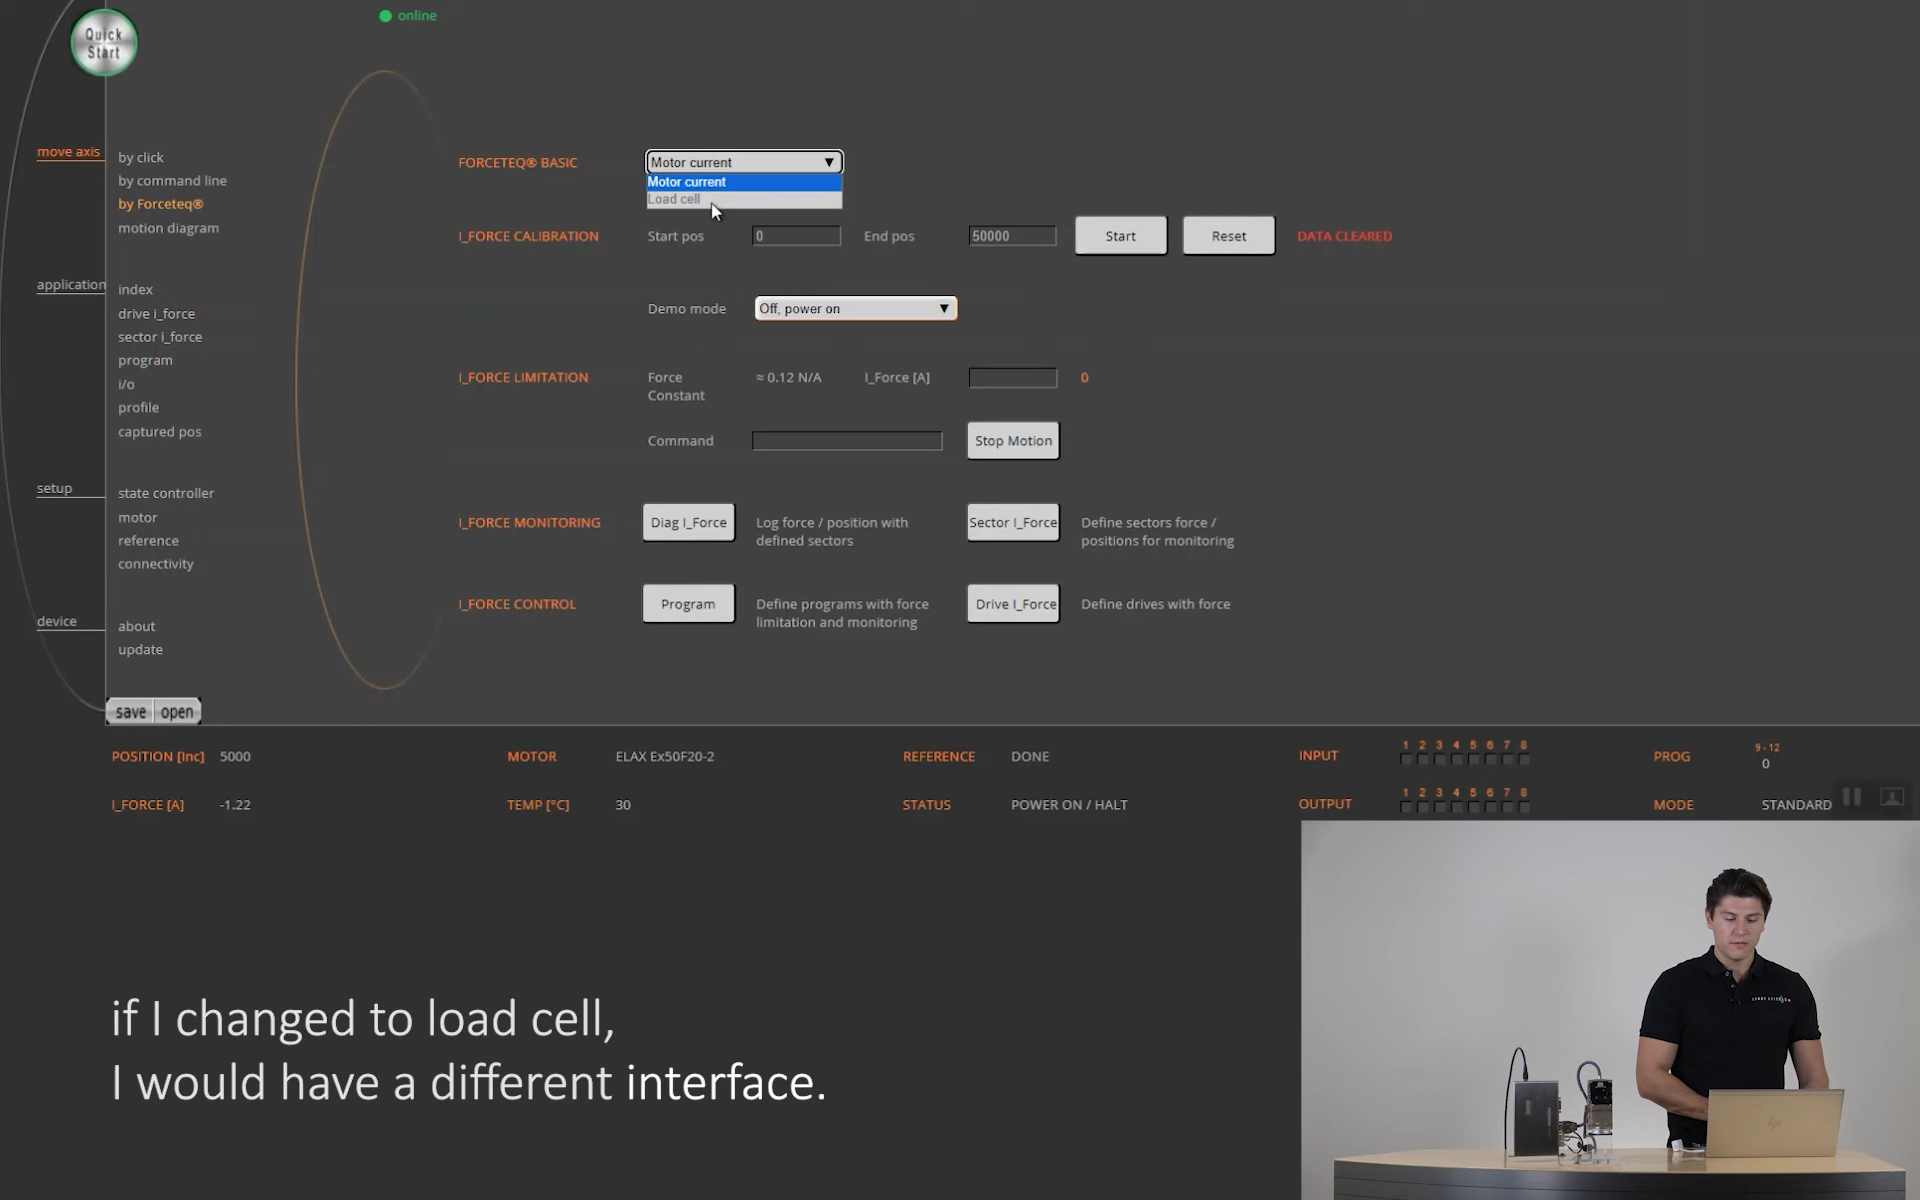 Quick
Start
online
move axis
by click
by command line
by Forceteq®
motion diagram
application
index
drive i_force
sector i_force
program
i/o
profile
captured pos
setup
state controller
motor
reference
connectivity
device
about
update
save open
FORCETEQ® BASIC
Motor current ▼
Motor current
Load cell
I_FORCE CALIBRATION Start pos 0 End pos 50000 Start Reset DATA CLEARED
Demo mode Off, power on ▼
I_FORCE LIMITATION Force Constant ≈ 0.12 N/A I_Force [A] 0
Command Stop Motion
I_FORCE MONITORING Diag I_Force Log force / position with defined sectors Sector I_Force Define sectors force / positions for monitoring
I_FORCE CONTROL Program Define programs with force limitation and monitoring Drive I_Force Define drives with force
POSITION [Inc] 5000 MOTOR ELAX Ex50F20-2 REFERENCE DONE INPUT 1 2 3 4 5 6 7 8 PROG 9 - 12 0
I_FORCE [A] -1.22 TEMP [°C] 30 STATUS POWER ON / HALT OUTPUT 1 2 3 4 5 6 7 8 MODE STANDARD
if I changed to load cell,
I would have a different interface.